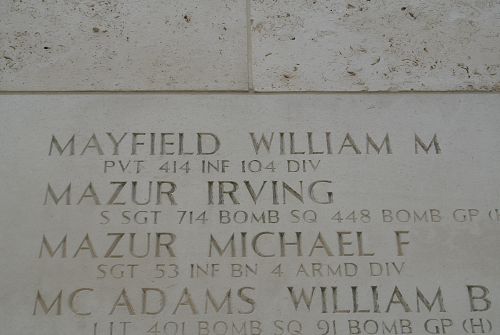 MAYFIELD WILLIAM M
PVT 414 INF 104 DIV
MAZUR IRVING
S SGT 714 BOMB SQ 448 BOMB GP (H
MAZUR MICHAEL F
SGT 53 INF BN 4 ARMD DIV
MC ADAMS WILLIAM B
1 LT 401 BOMB SQ 91 BOMB GP (H)